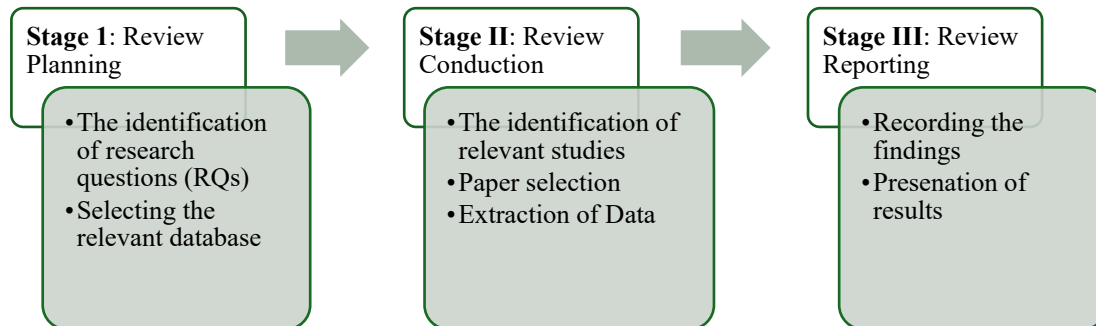 Stage 1: Review
Planning
•The identification
of research
questions (RQs)
•Selecting the
relevant database
Stage II: Review
Conduction
•The identification of
relevant studies
•Paper selection
•Extraction of Data
Stage III: Review
Reporting
•Recording the
findings
•Presenation of
results